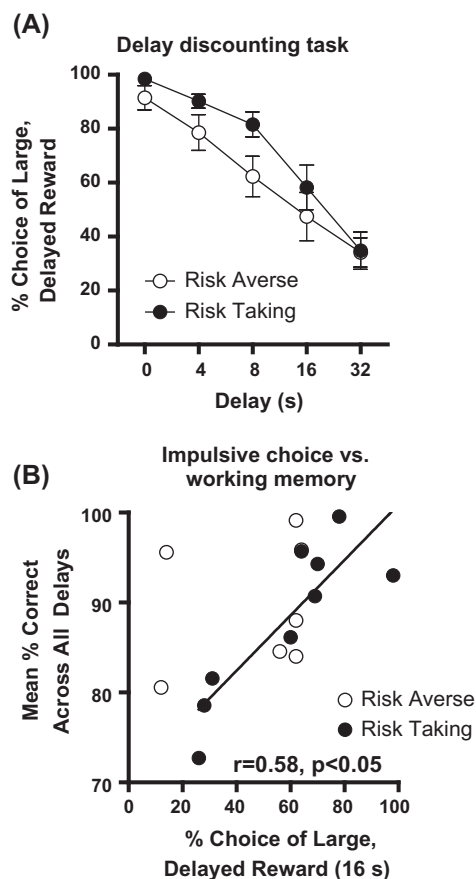 (A)
Delay discounting task
% Choice of Large,
Delayed Reward
100
80
60
40
20
0
Risk Averse
Risk Taking
0 4 8 16 32
Delay (s)
(B)
Impulsive choice vs.
working memory
Mean % Correct
Across All Delays
100
90
80
70
Risk Averse
Risk Taking
r=0.58, p<0.05
0 20 40 60 80 100
% Choice of Large,
Delayed Reward (16 s)